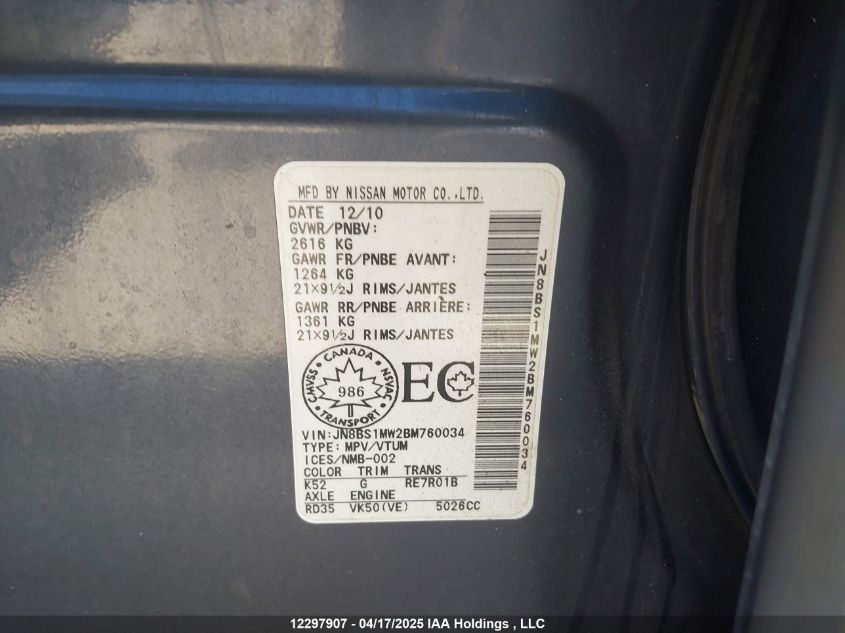 MFD BY NISSAN MOTOR CO.,LTD.
DATE 12/10
GVWR/PNBV:
2616 KG
GAWR FR/PNBE AVANT:
1264 KG
21×9½J RIMS/JANTES
GAWR RR/PNBE ARRIÈRE:
1361 KG
21×9½J RIMS/JANTES
CANADA
CMVSS 986 NSVAC
TRANSPORT
EC
VIN:JN8BS1MW2BM760034
TYPE: MPV/VTUM
ICES/NMB-002
COLOR TRIM TRANS
K52 G RE7R01B
AXLE ENGINE
RD35 VK50(VE) 5026CC
JN8BS1MW2BM760034
12297907 - 04/17/2025 IAA Holdings , LLC